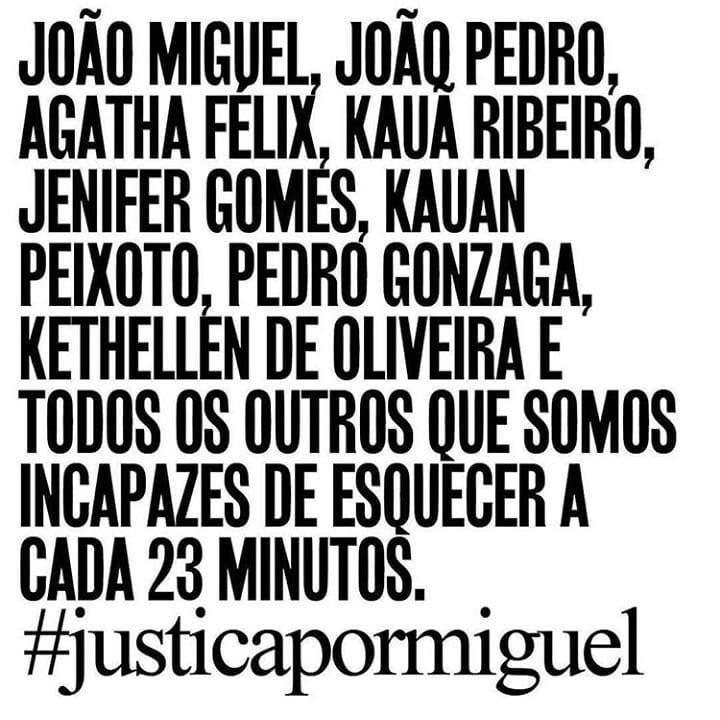 JOÃO MIGUEL, JOÃO PEDRO,
AGATHA FÉLIX, KAUÃ RIBEIRO,
JENIFER GOMES, KAUAN
PEIXOTO, PEDRO GONZAGA,
KETHELLEN DE OLIVEIRA E
TODOS OS OUTROS QUE SOMOS
INCAPAZES DE ESQUECER A
CADA 23 MINUTOS.
#justicapormiguel